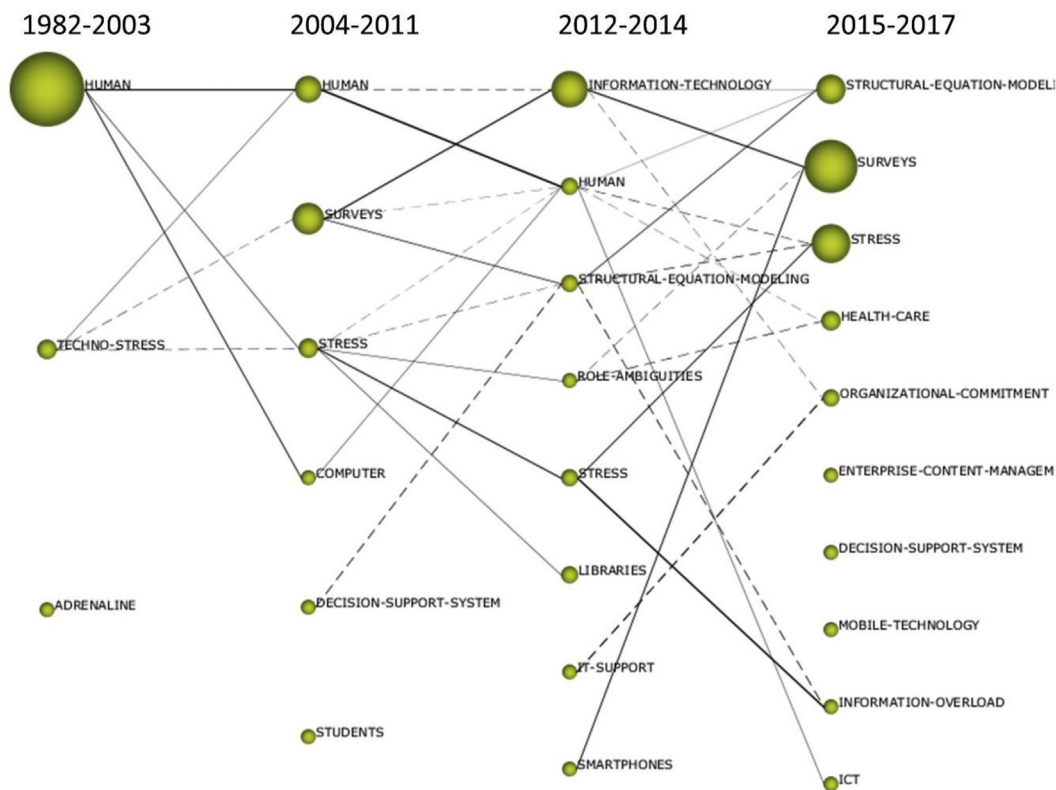 1982-2003
2004-2011
2012-2014
2015-2017
HUMAN
TECHNO-STRESS
ADRENALINE
HUMAN
SURVEYS
STRESS
COMPUTER
DECISION-SUPPORT-SYSTEM
STUDENTS
INFORMATION-TECHNOLOGY
HUMAN
STRUCTURAL-EQUATION-MODELING
ROLE-AMBIGUITIES
STRESS
LIBRARIES
IT-SUPPORT
SMARTPHONES
STRUCTURAL-EQUATION-MODELI
SURVEYS
STRESS
HEALTH-CARE
ORGANIZATIONAL-COMMITMENT
ENTERPRISE-CONTENT-MANAGEM
DECISION-SUPPORT-SYSTEM
MOBILE-TECHNOLOGY
INFORMATION-OVERLOAD
ICT